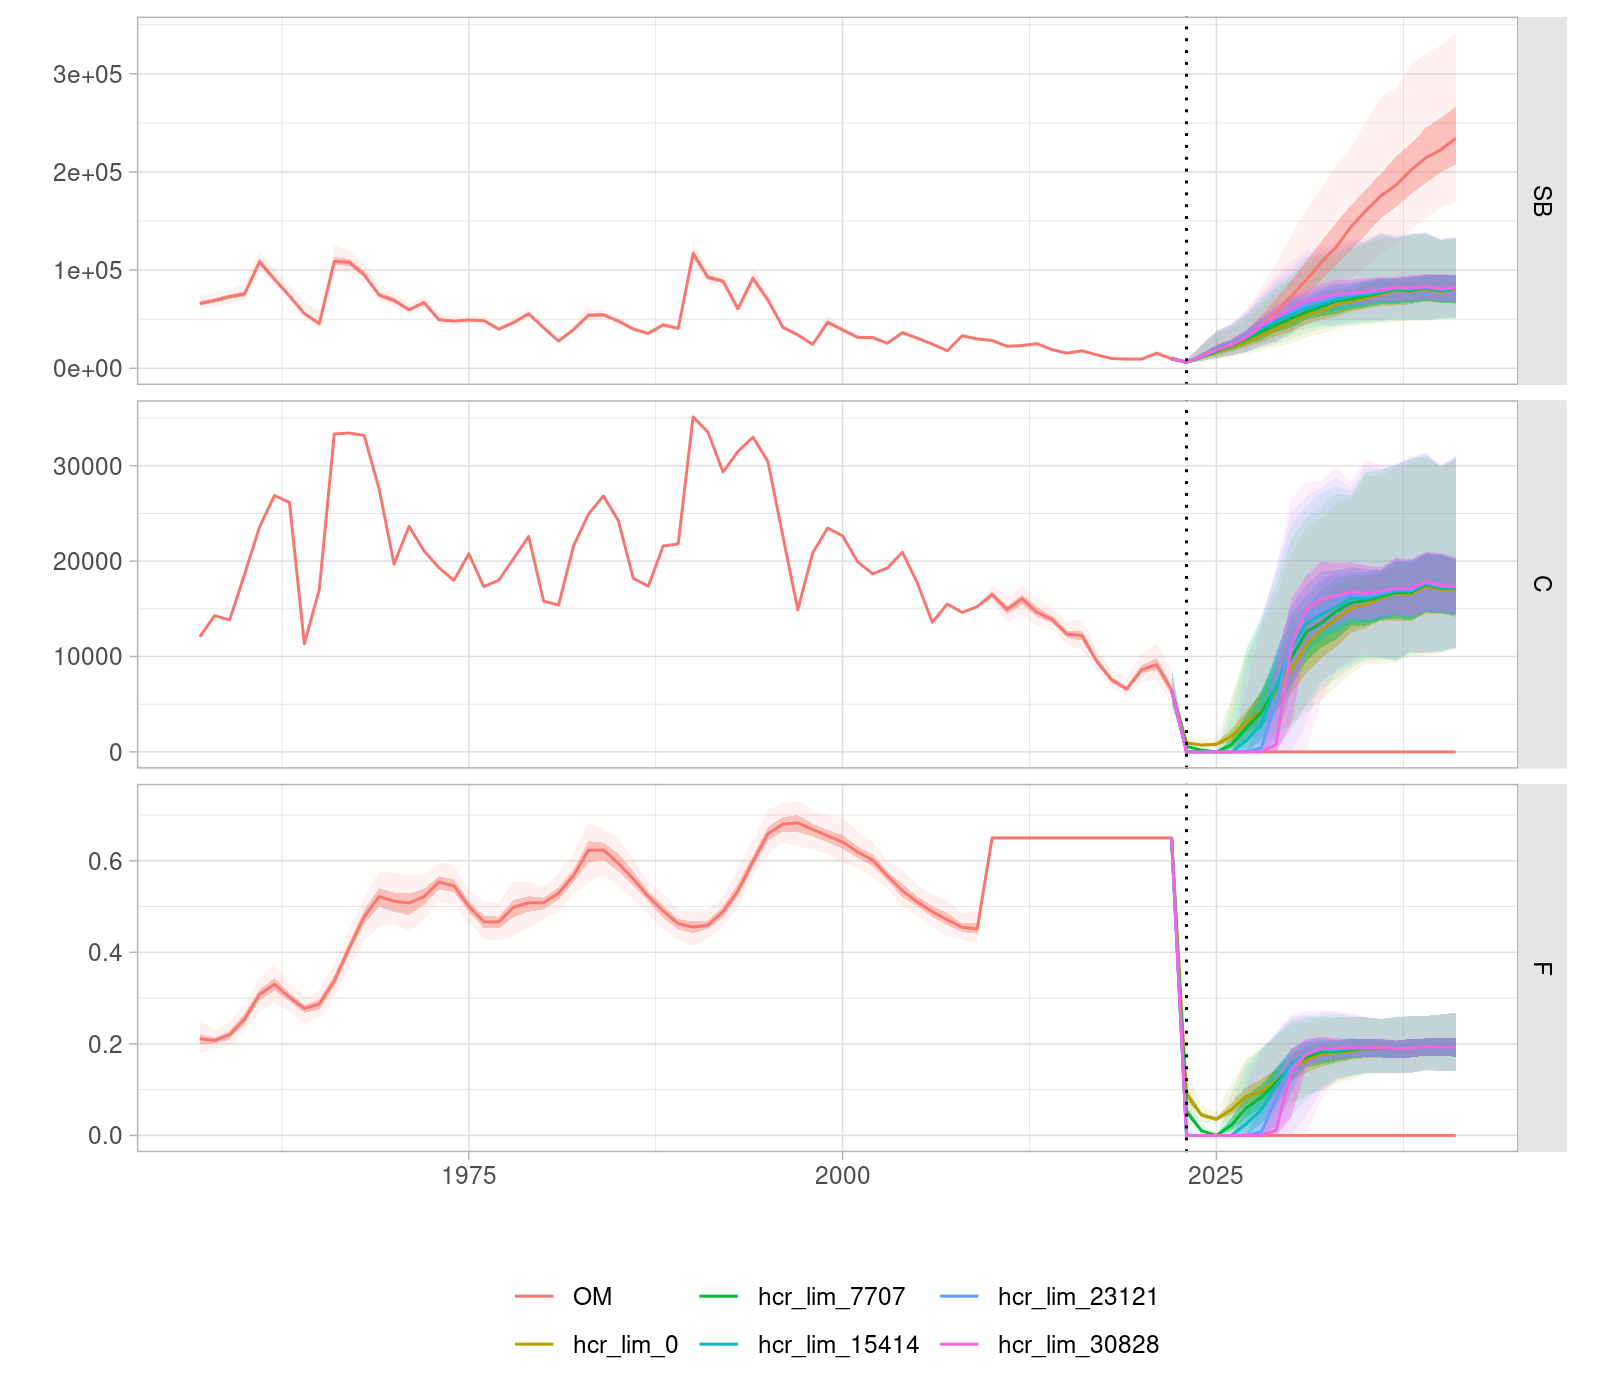 3e+05
2e+05
1e+05
0e+00
SB
30000
20000
10000
0
C
0.6
0.4
0.2
0.0
F
1975 2000 2025
OM hcr_lim_7707 hcr_lim_23121
hcr_lim_0 hcr_lim_15414 hcr_lim_30828